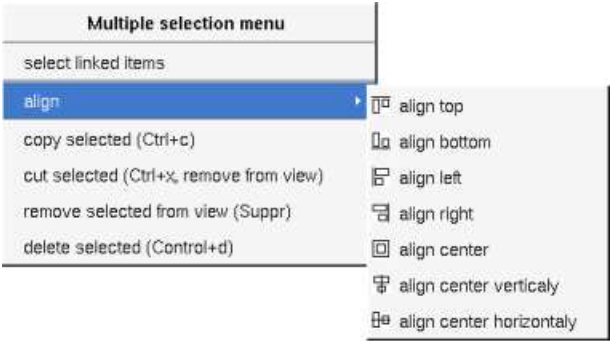 Multiple selection menu
select linked items
align
copy selected (Ctrl+c)
cut selected (Ctrl+x, remove from view)
remove selected from view (Suppr)
delete selected (Control+d)
align top
align bottom
align left
align right
align center
align center verticaly
align center horizontaly